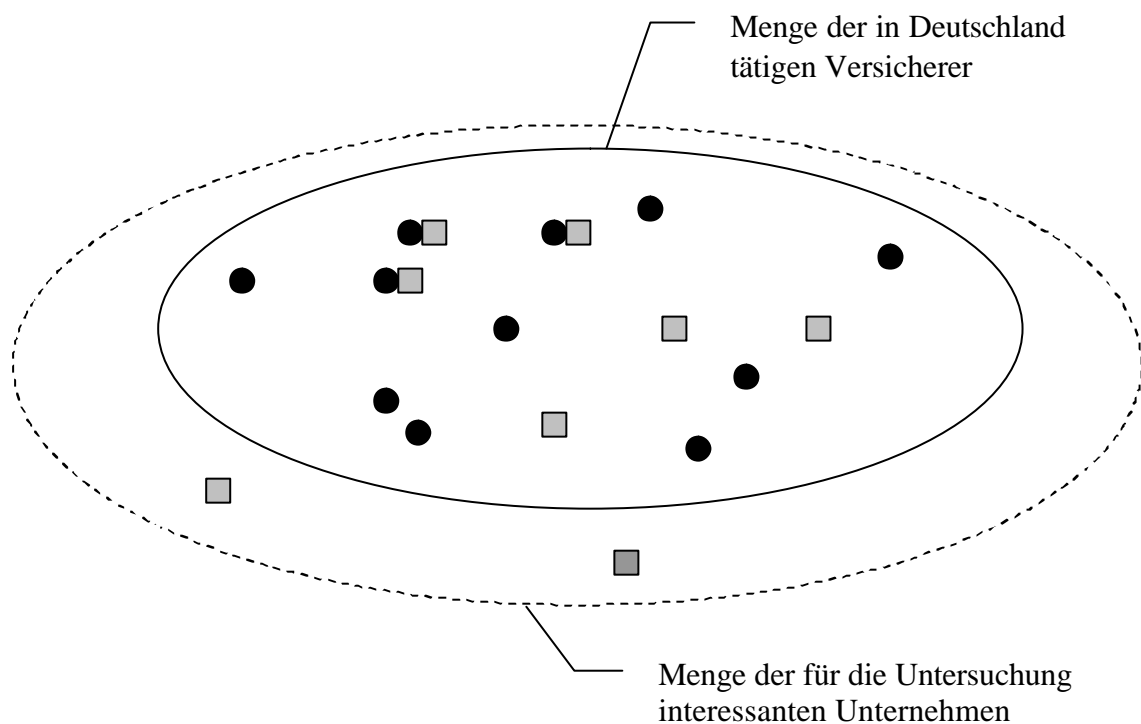 Menge der in Deutschland
tätigen Versicherer
Menge der für die Untersuchung
interessanten Unternehmen